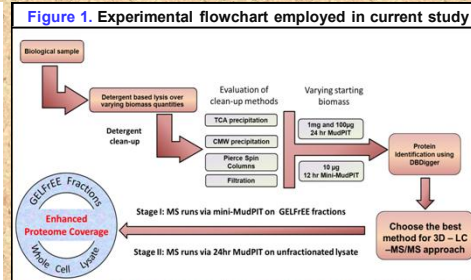 Figure 1. Experimental flowchart employed in current study
Biological sample
Detergent based lysis over
varying biomass quantities
Detergent
clean-up
Evaluation of
clean-up methods
TCA precipitation
CMW precipitation
Pierce Spin
Columns
Filtration
Varying starting
biomass
1mg and 100µg
24 hr MudPIT
10 µg
12 hr Mini-MudPIT
Protein
identification using
DBDigger
Choose the best
method for 3D – LC
–MS/MS approach
Stage I: MS runs via mini-MudPIT on GELFrEE fractions
Stage II: MS runs via 24hr MudPIT on unfractionated lysate
GELFrEE Fractions
Enhanced
Proteome Coverage
Whole Cell Lysate